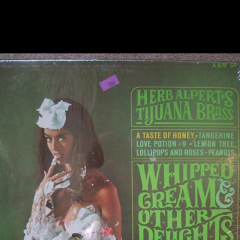 HERB ALPERT'S
TIJUANA BRASS
A TASTE OF HONEY • TANGERINE
LOVE POTION #9 • LEMON TREE
LOLLIPOPS AND ROSES • PEANUTS
WHIPPED
CREAM &
OTHER
DELIGHTS